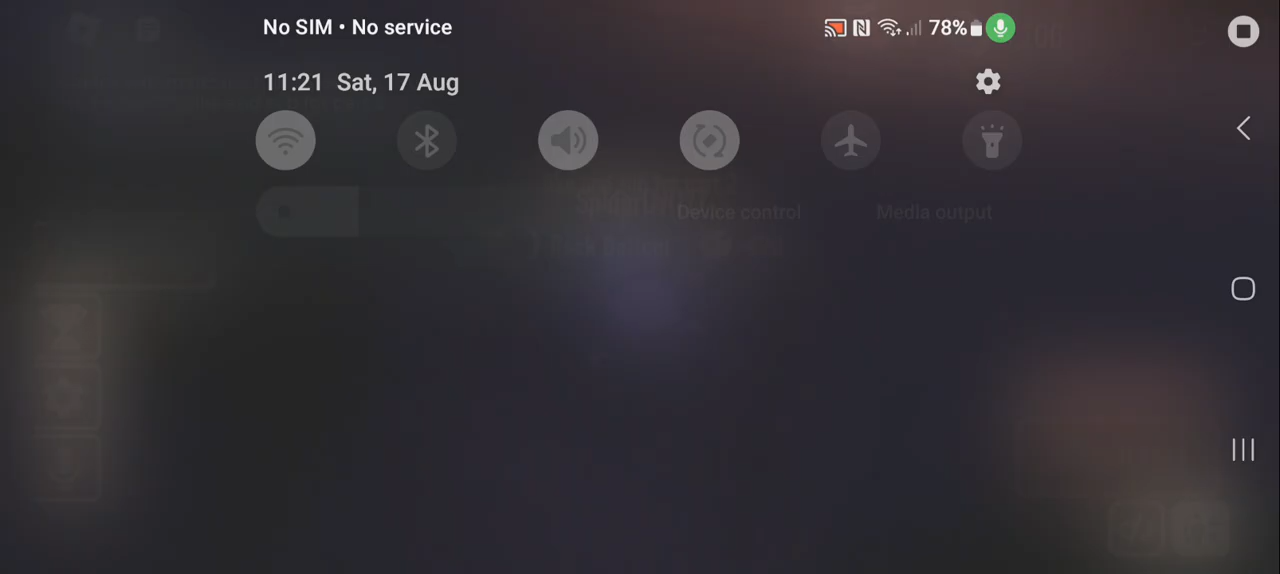 No SIM • No service
78%
11:21 Sat, 17 Aug
Device control
Media output